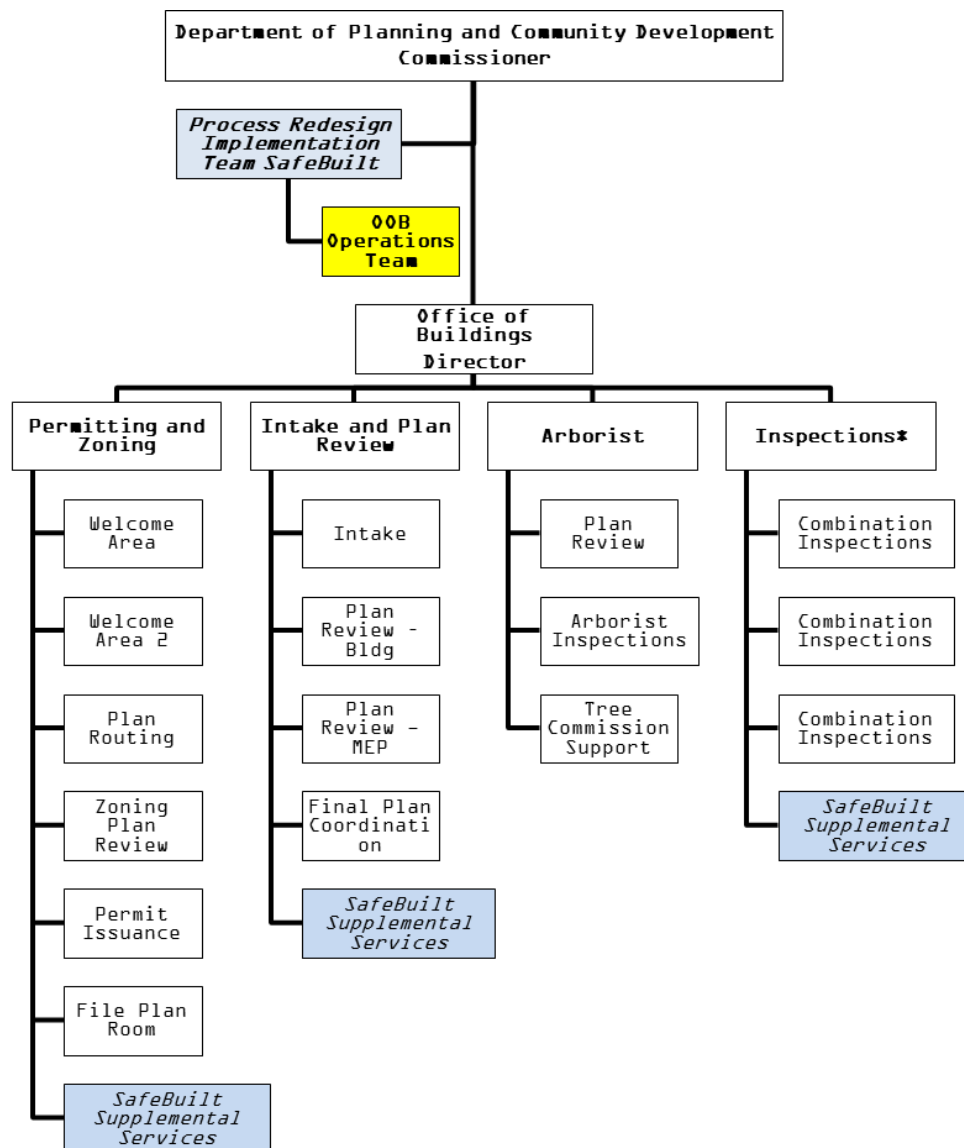 Department of Planning and Community Development
Commissioner
Process Redesign
Implementation
Team SafeBuilt
OOB
Operations
Team
Office of
Buildings
Director
Permitting and
Zoning
Welcome
Area
Welcome
Area 2
Plan
Routing
Zoning
Plan
Review
Permit
Issuance
File Plan
Room
SafeBuilt
Supplemental
Services
Intake and Plan
Review
Intake
Plan
Review -
Bldg
Plan
Review –
MEP
Final Plan
Coordinati
on
SafeBuilt
Supplemental
Services
Arborist
Plan
Review
Arborist
Inspections
Tree
Commission
Support
Inspections*
Combination
Inspections
Combination
Inspections
Combination
Inspections
SafeBuilt
Supplemental
Services